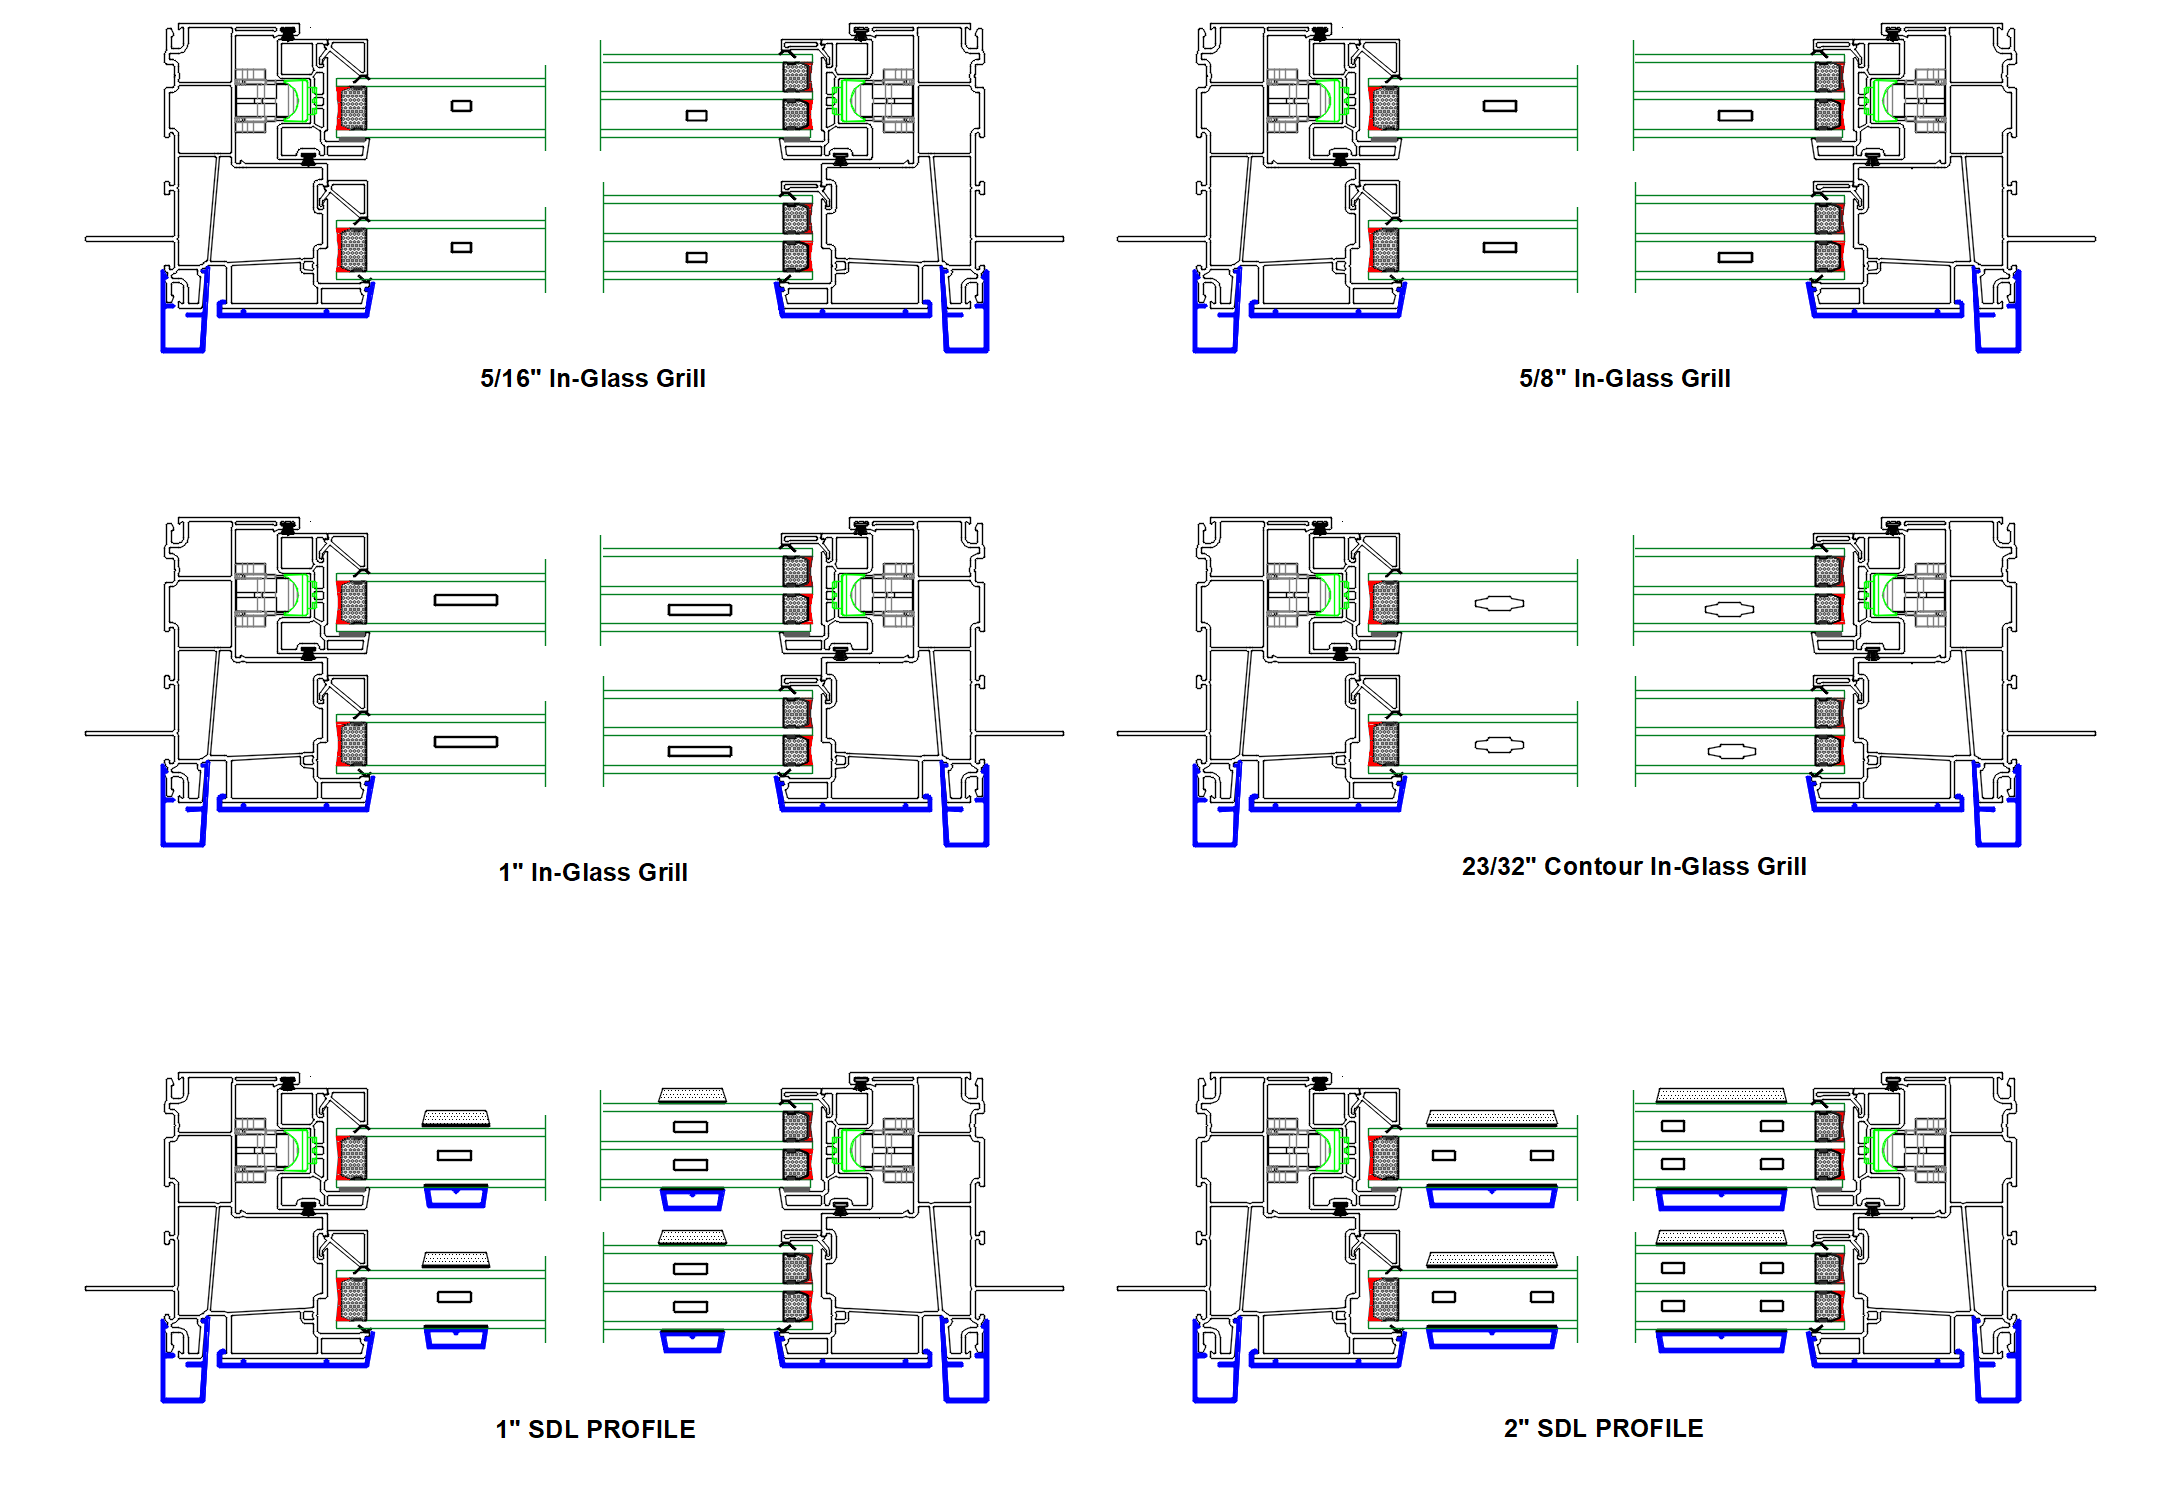 5/16" In-Glass Grill
5/8" In-Glass Grill
1" In-Glass Grill
23/32" Contour In-Glass Grill
1" SDL PROFILE
2" SDL PROFILE